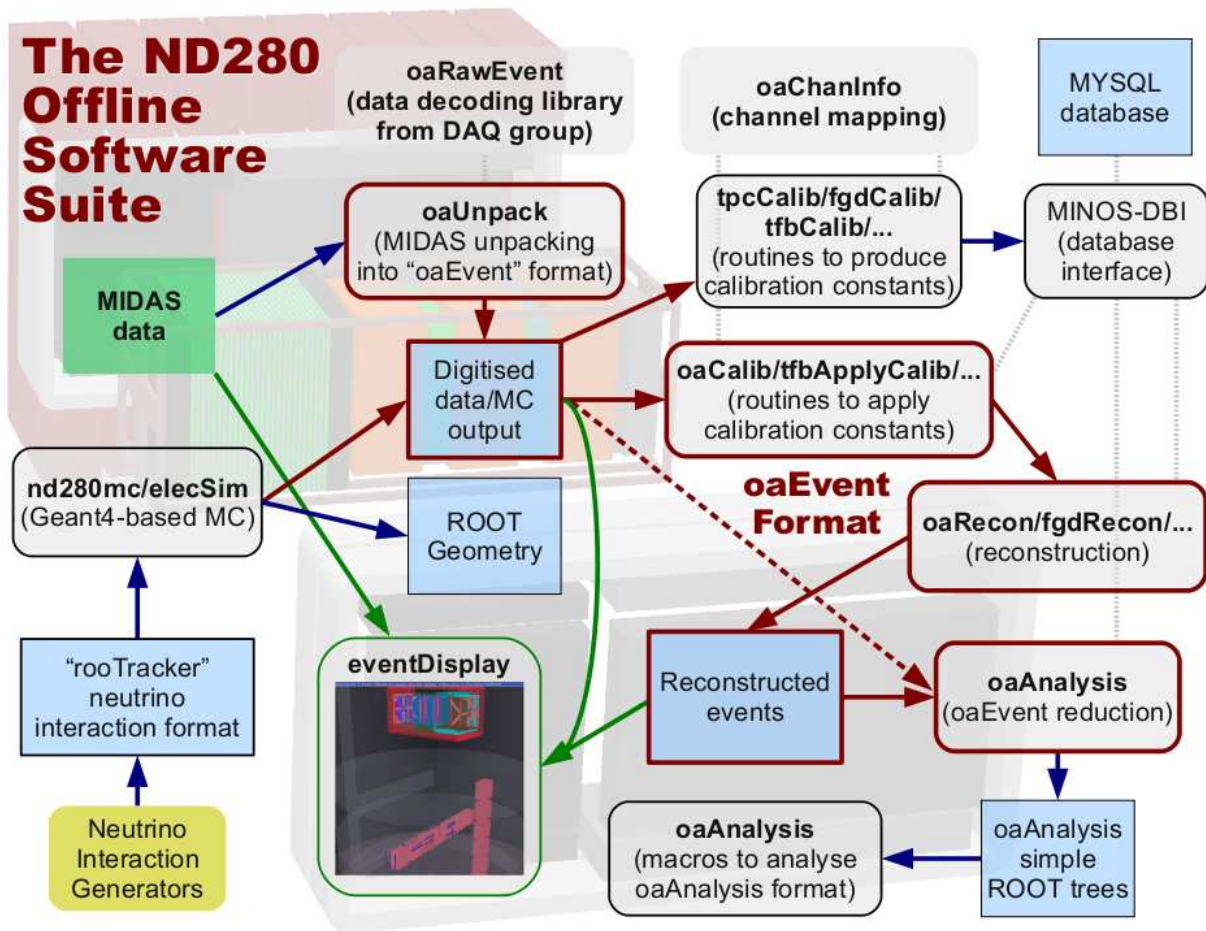 The ND280
Offline
Software
Suite
oaRawEvent
(data decoding library
from DAQ group)
oaChanInfo
(channel mapping)
MYSQL
database
oaUnpack
(MIDAS unpacking
into “oaEvent” format)
tpcCalib/fgdCalib/
tfbCalib/...
(routines to produce
calibration constants)
MINOS-DBI
(database
interface)
MIDAS
data
Digitised
data/MC
output
oaCalib/tfbApplyCalib/...
(routines to apply
calibration constants)
nd280mc/elecSim
(Geant4-based MC)
ROOT
Geometry
oaEvent
Format
oaRecon/fgdRecon/...
(reconstruction)
“rooTracker”
neutrino
interaction format
eventDisplay
Reconstructed
events
oaAnalysis
(oaEvent reduction)
Neutrino
Interaction
Generators
oaAnalysis
(macros to analyse
oaAnalysis format)
oaAnalysis
simple
ROOT trees